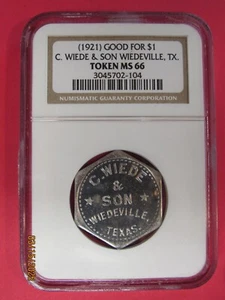 (1921) GOOD FOR $1
C. WIEDE & SON WIEDEVILLE, TX.
TOKEN MS 66
3045702-104
NUMISMATIC GUARANTY CORPORATION
C. WIEDE
&
SON
WIEDEVILLE,
TEXAS.